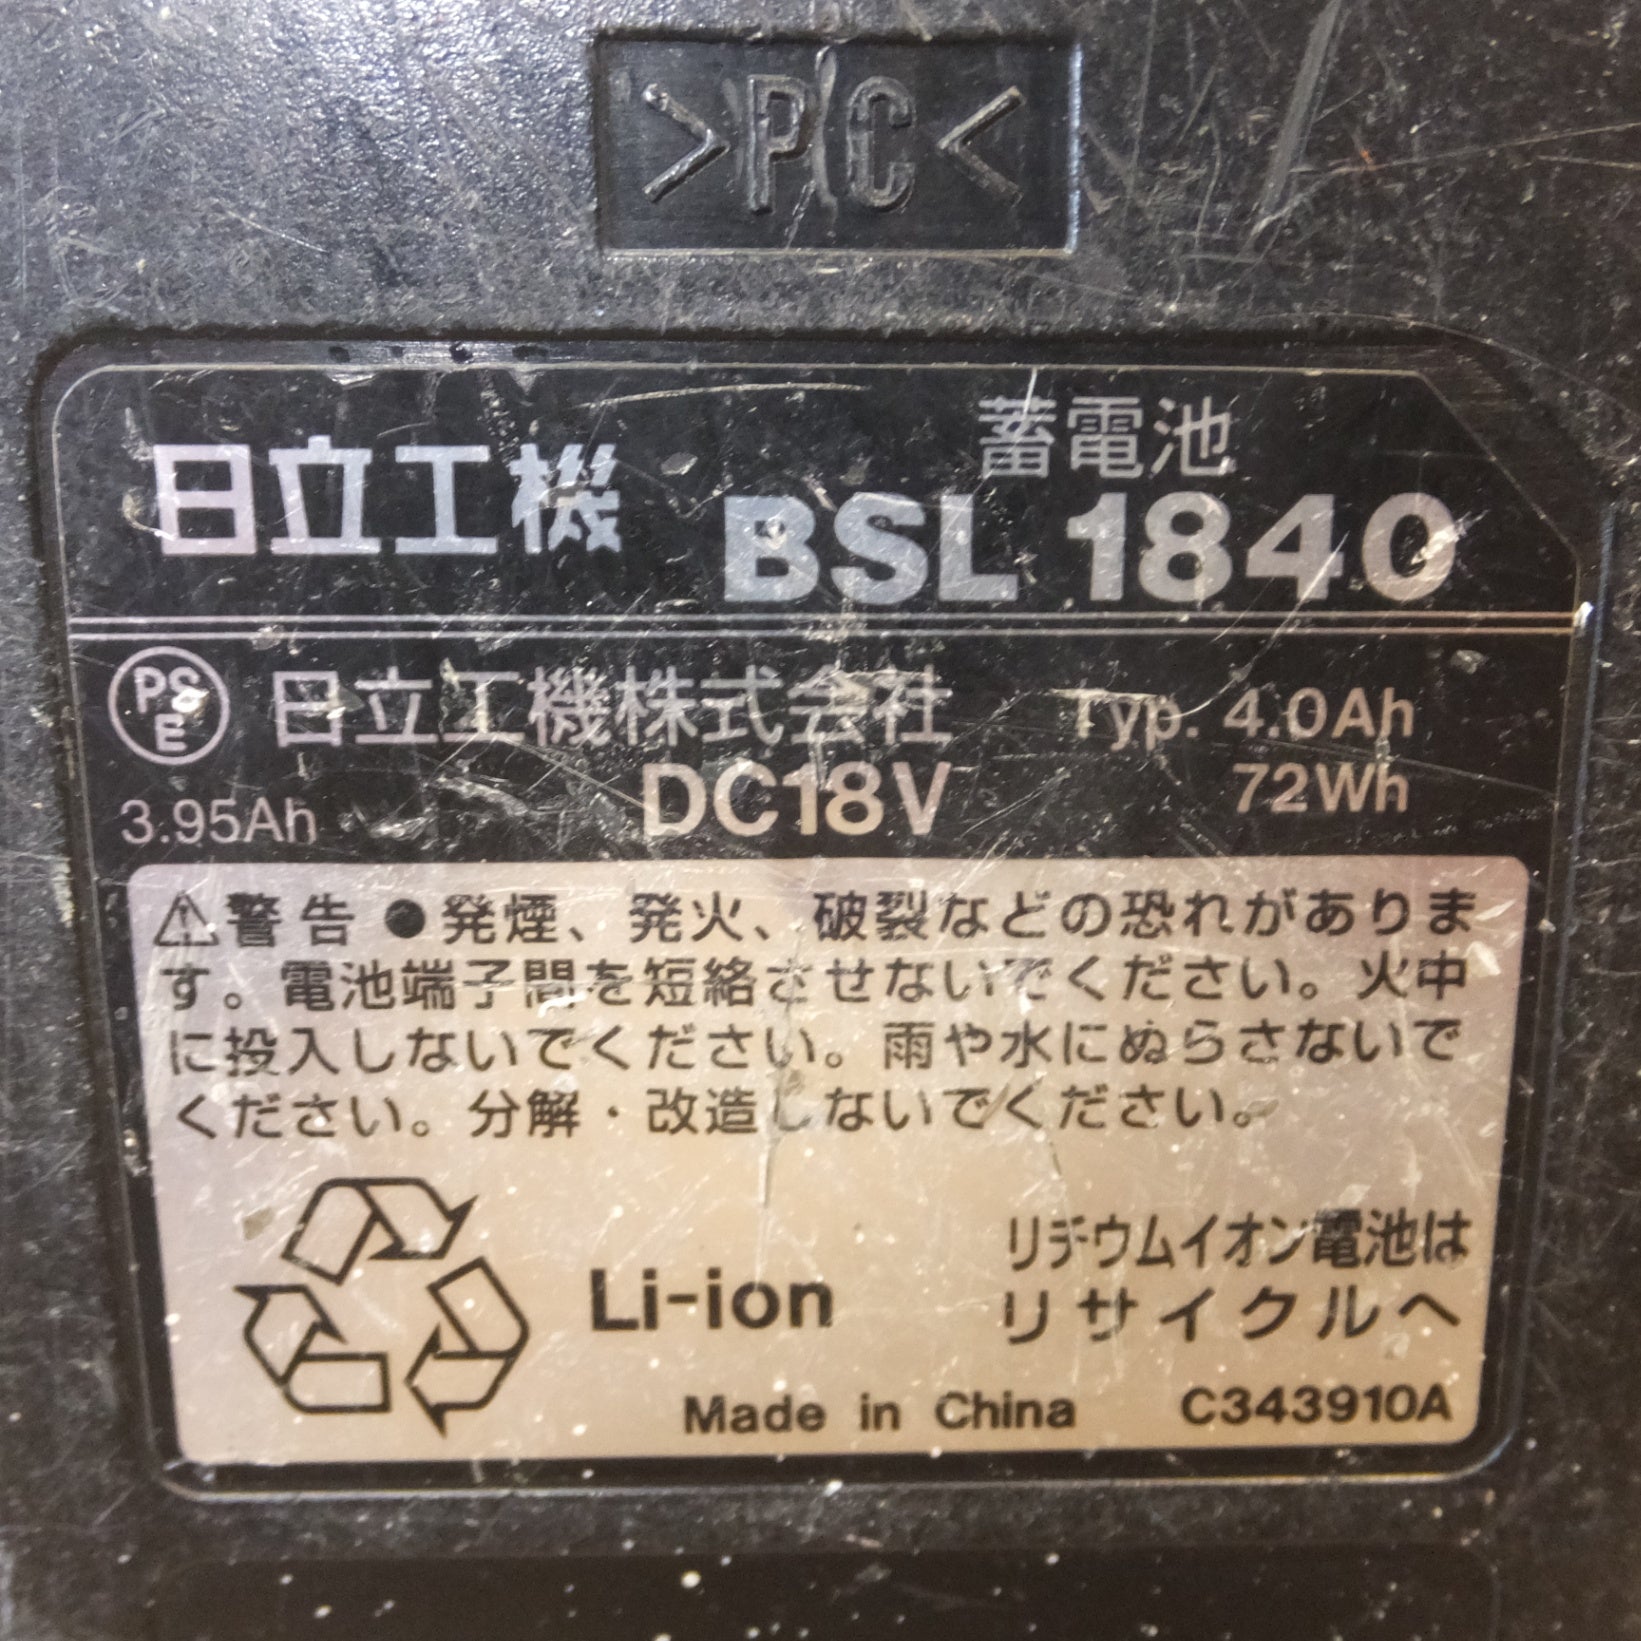 >PC<
蓄電池
日立工機 BSL 1840
PSE 日立工機株式会社 Typ. 4.0Ah
3.95Ah DC18V 72Wh
⚠警告 ●発煙、発火、破裂などの恐れがありま
す。電池端子間を短絡させないでください。火中
に投入しないでください。雨や水にぬらさないで
ください。分解・改造しないでください。
リチウムイオン電池は
Li-ion リサイクルへ
Made in China C343910A